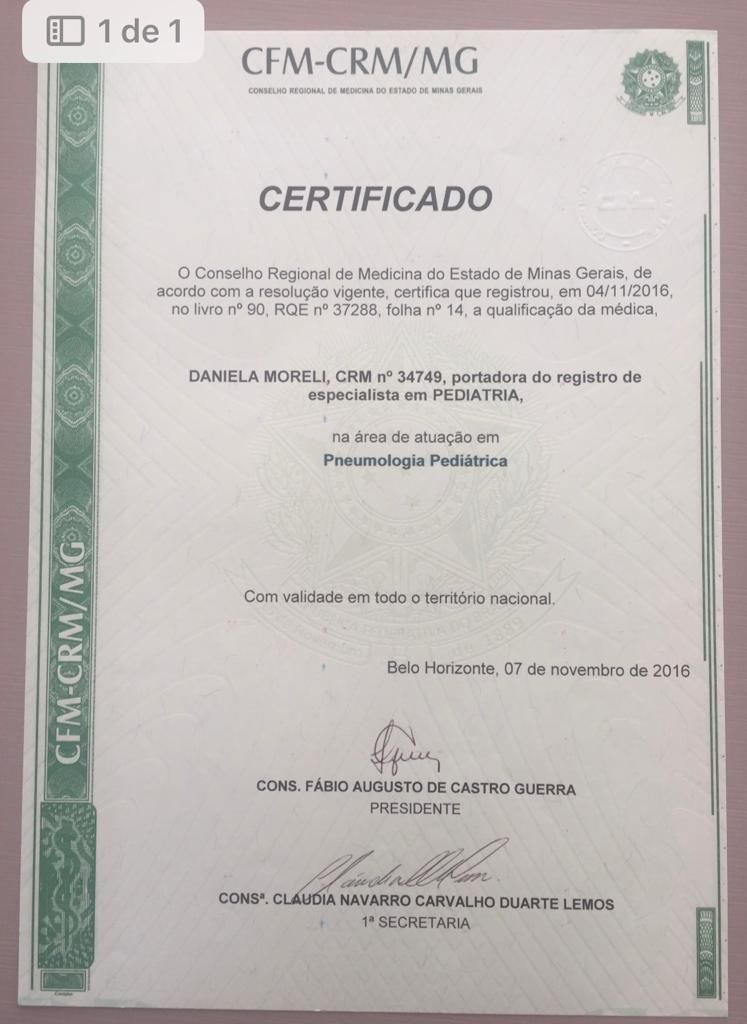 1 de 1
CFM-CRM/MG
CONSELHO REGIONAL DE MEDICINA DO ESTADO DE MINAS GERAIS
CERTIFICADO
O Conselho Regional de Medicina do Estado de Minas Gerais, de
acordo com a resolução vigente, certifica que registrou, em 04/11/2016,
no livro nº 90, RQE nº 37288, folha nº 14, a qualificação da médica,
DANIELA MORELI, CRM nº 34749, portadora do registro de
especialista em PEDIATRIA,
na área de atuação em
Pneumologia Pediátrica
Com validade em todo o território nacional.
Belo Horizonte, 07 de novembro de 2016
CONS. FÁBIO AUGUSTO DE CASTRO GUERRA
PRESIDENTE
CONSª. CLAUDIA NAVARRO CARVALHO DUARTE LEMOS
1ª SECRETARIA
CFM-CRM/MG